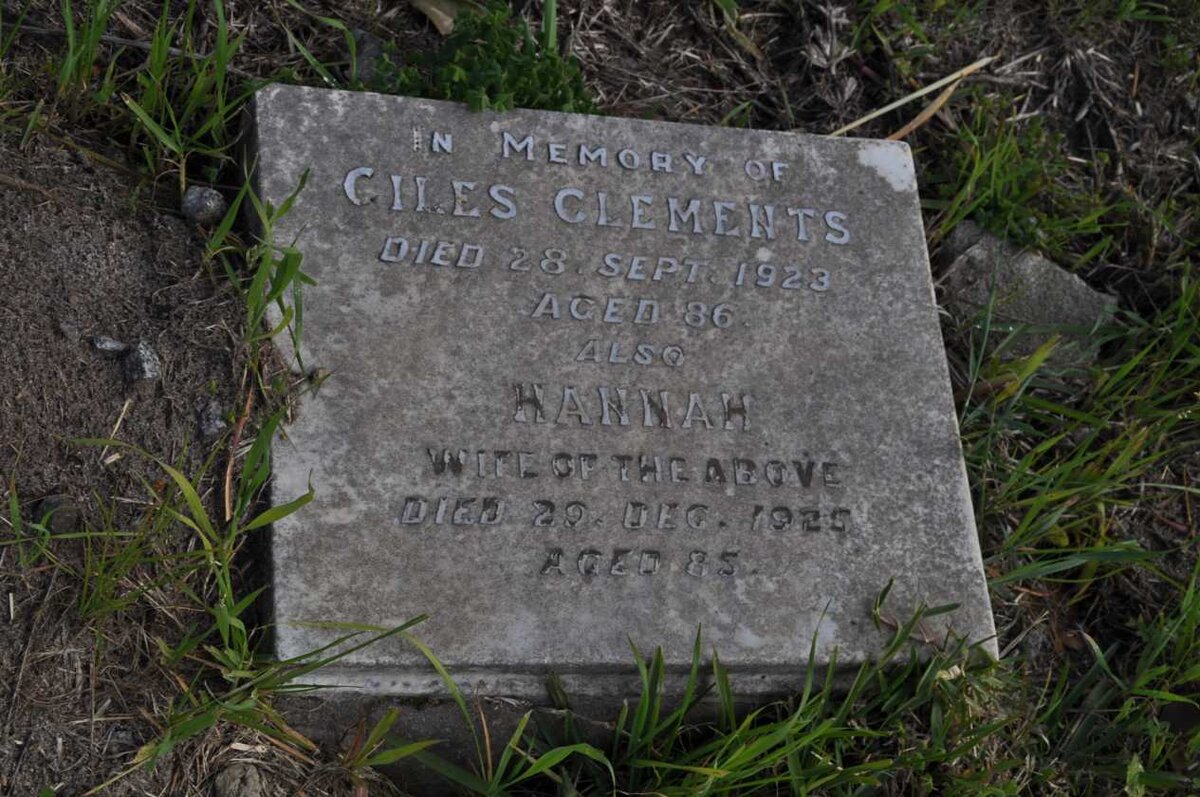 IN MEMORY OF
GILES CLEMENTS
DIED 28. SEPT. 1923
AGED 86.
ALSO
HANNAH
WIFE OF THE ABOVE
DIED 29. DEC. 1925
AGED 85.